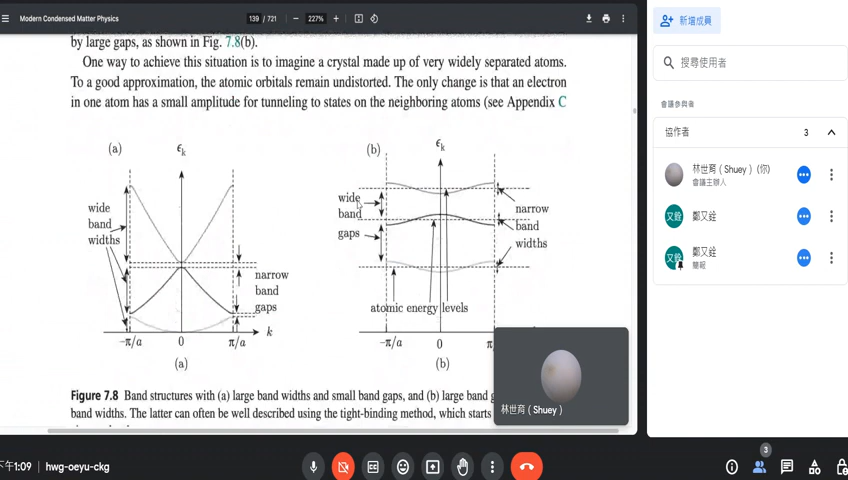 Modern Condensed Matter Physics
139 / 721
227%
by large gaps, as shown in Fig. 7.8(b).
One way to achieve this situation is to imagine a crystal made up of very widely separated atoms.
To a good approximation, the atomic orbitals remain undistorted. The only change is that an electron
in one atom has a small amplitude for tunneling to states on the neighboring atoms (see Appendix C
(a)
ϵk
wide
band
widths
narrow
band
gaps
−π/a
0
π/a
k
(a)
(b)
ϵk
wide
band
gaps
narrow
band
widths
atomic energy levels
−π/a
0
(b)
Figure 7.8 Band structures with (a) large band widths and small band gaps, and (b) large band
band widths. The latter can often be well described using the tight-binding method, which starts
林世育 ( Shuey )
新增成員
搜尋使用者
會議參與者
協作者
3
林世育 ( Shuey ) (你)
會議主辦人
又銓
鄭又銓
又銓
鄭又銓
下午1:09
hwg-oeyu-ckg
3